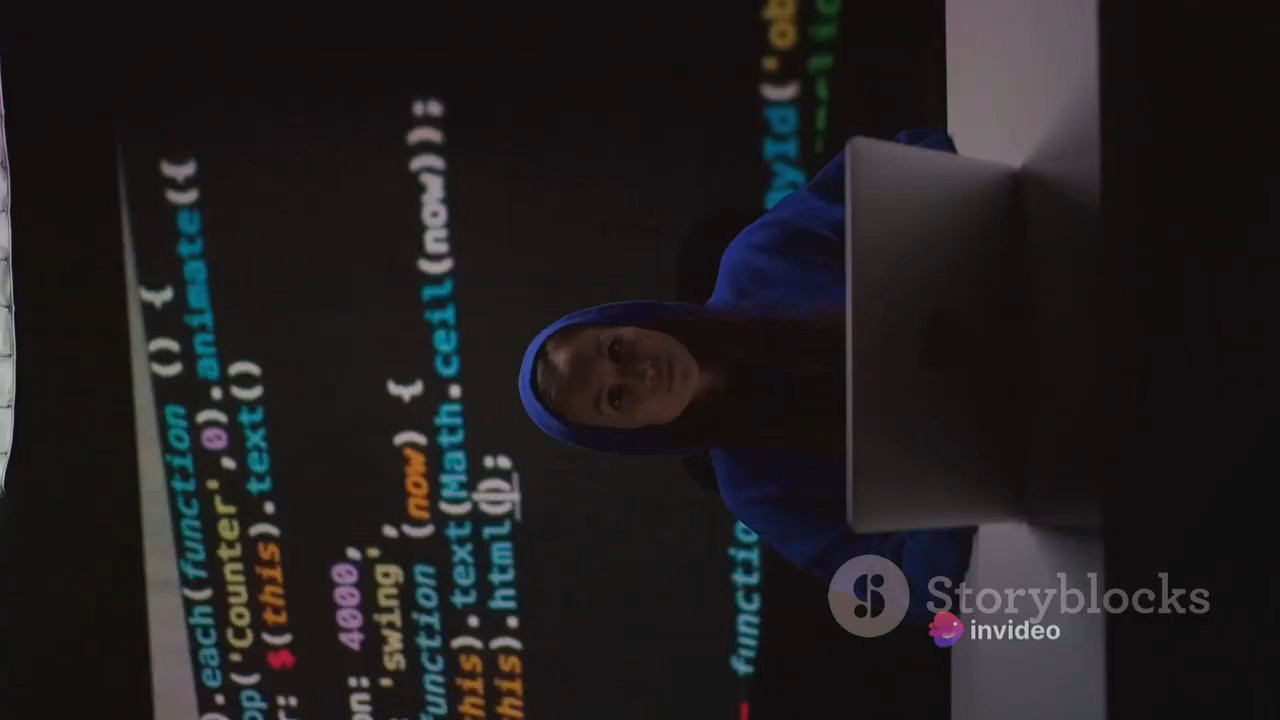 ).each(function () {
op('Counter',0).animate({
r: $(this).text()
on: 4000,
: 'swing',
function (now) {
this).text(Math.ceil(now));
this).html();
functio
yId('ob
Storyblocks
invideo